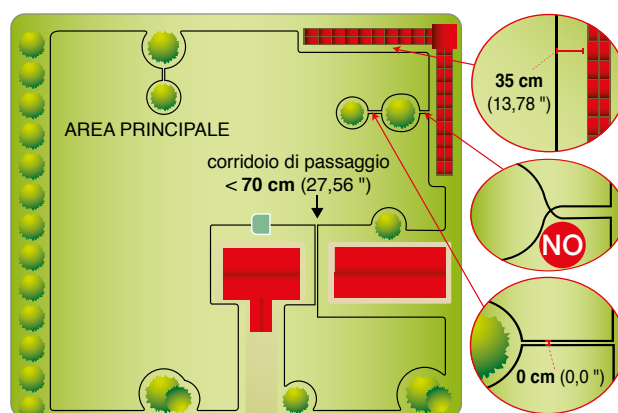 AREA PRINCIPALE
corridoio di passaggio
< 70 cm (27,56 ")
35 cm
(13,78 ")
NO
0 cm (0,0 ")